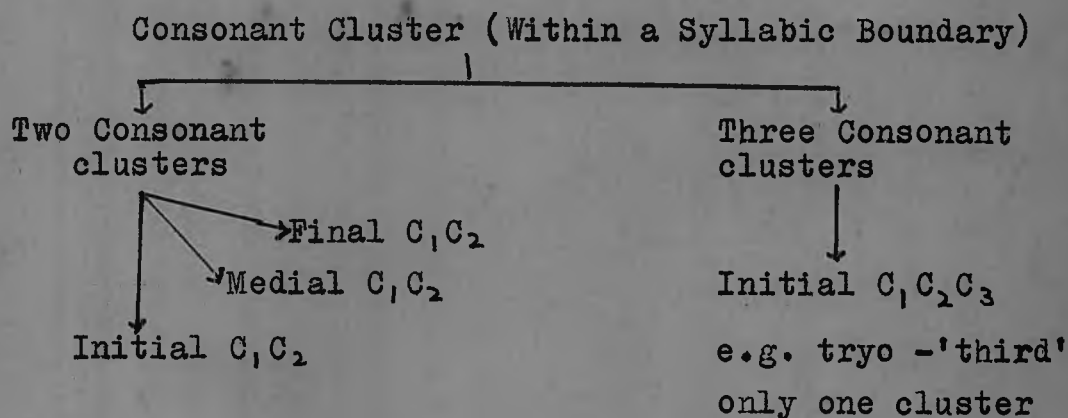 Consonant Cluster (Within a Syllabic Boundary)
Two Consonant
clusters
Final C₁C₂
Medial C₁C₂
Initial C₁C₂
Three Consonant
clusters
Initial C₁C₂C₃
e.g. tryo -'third'
only one cluster